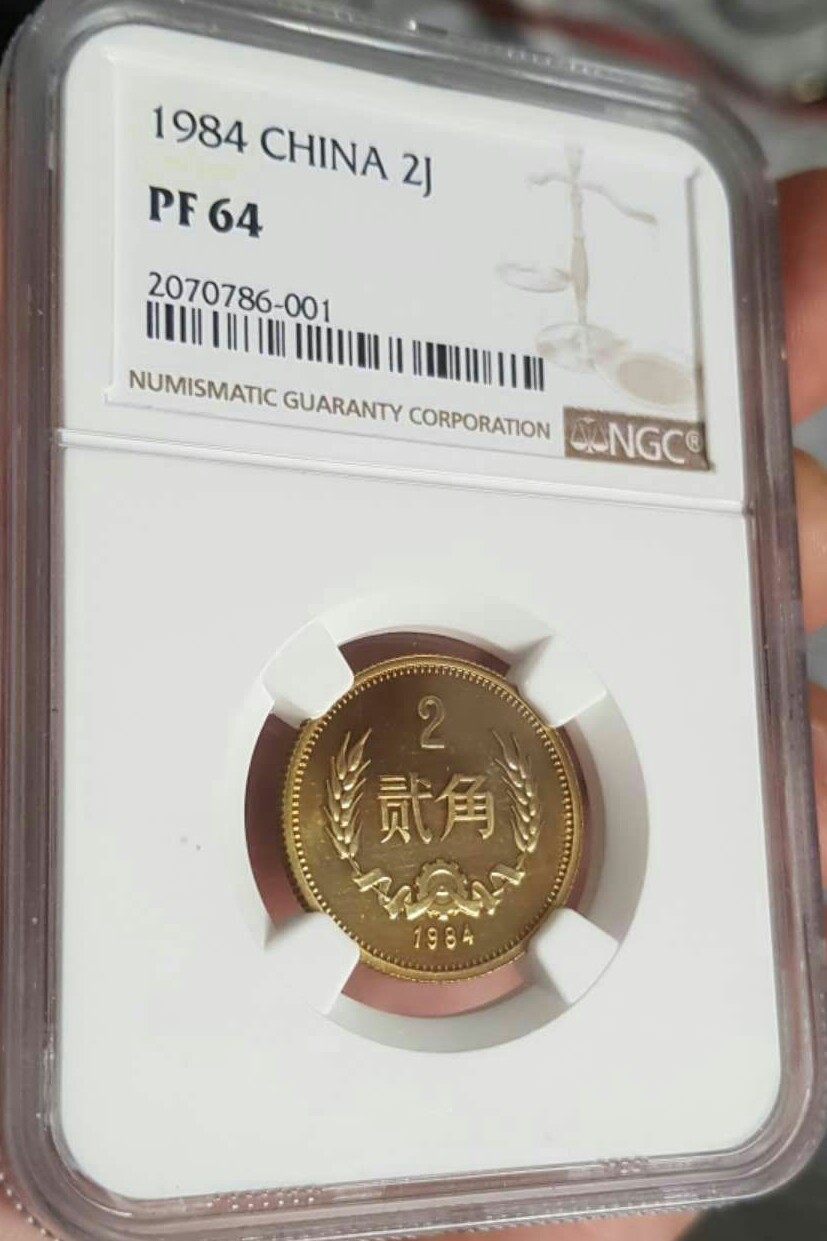 1984 CHINA 2J
PF 64
2070786-001
NUMISMATIC GUARANTY CORPORATION
NGC®
2
贰角
1984